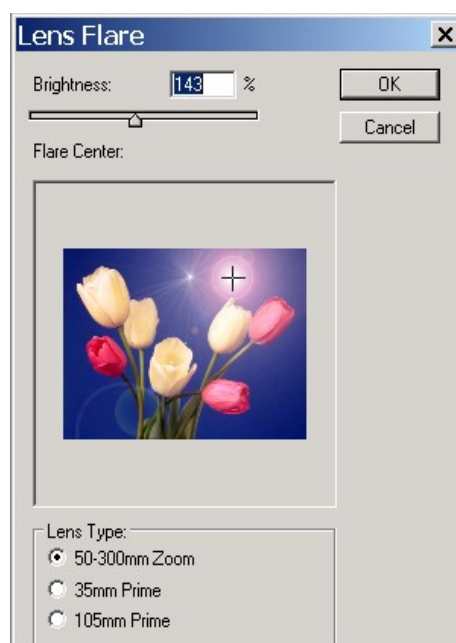 Lens Flare
Brightness: 143 %
OK
Cancel
Flare Center:
Lens Type:
50-300mm Zoom
35mm Prime
105mm Prime